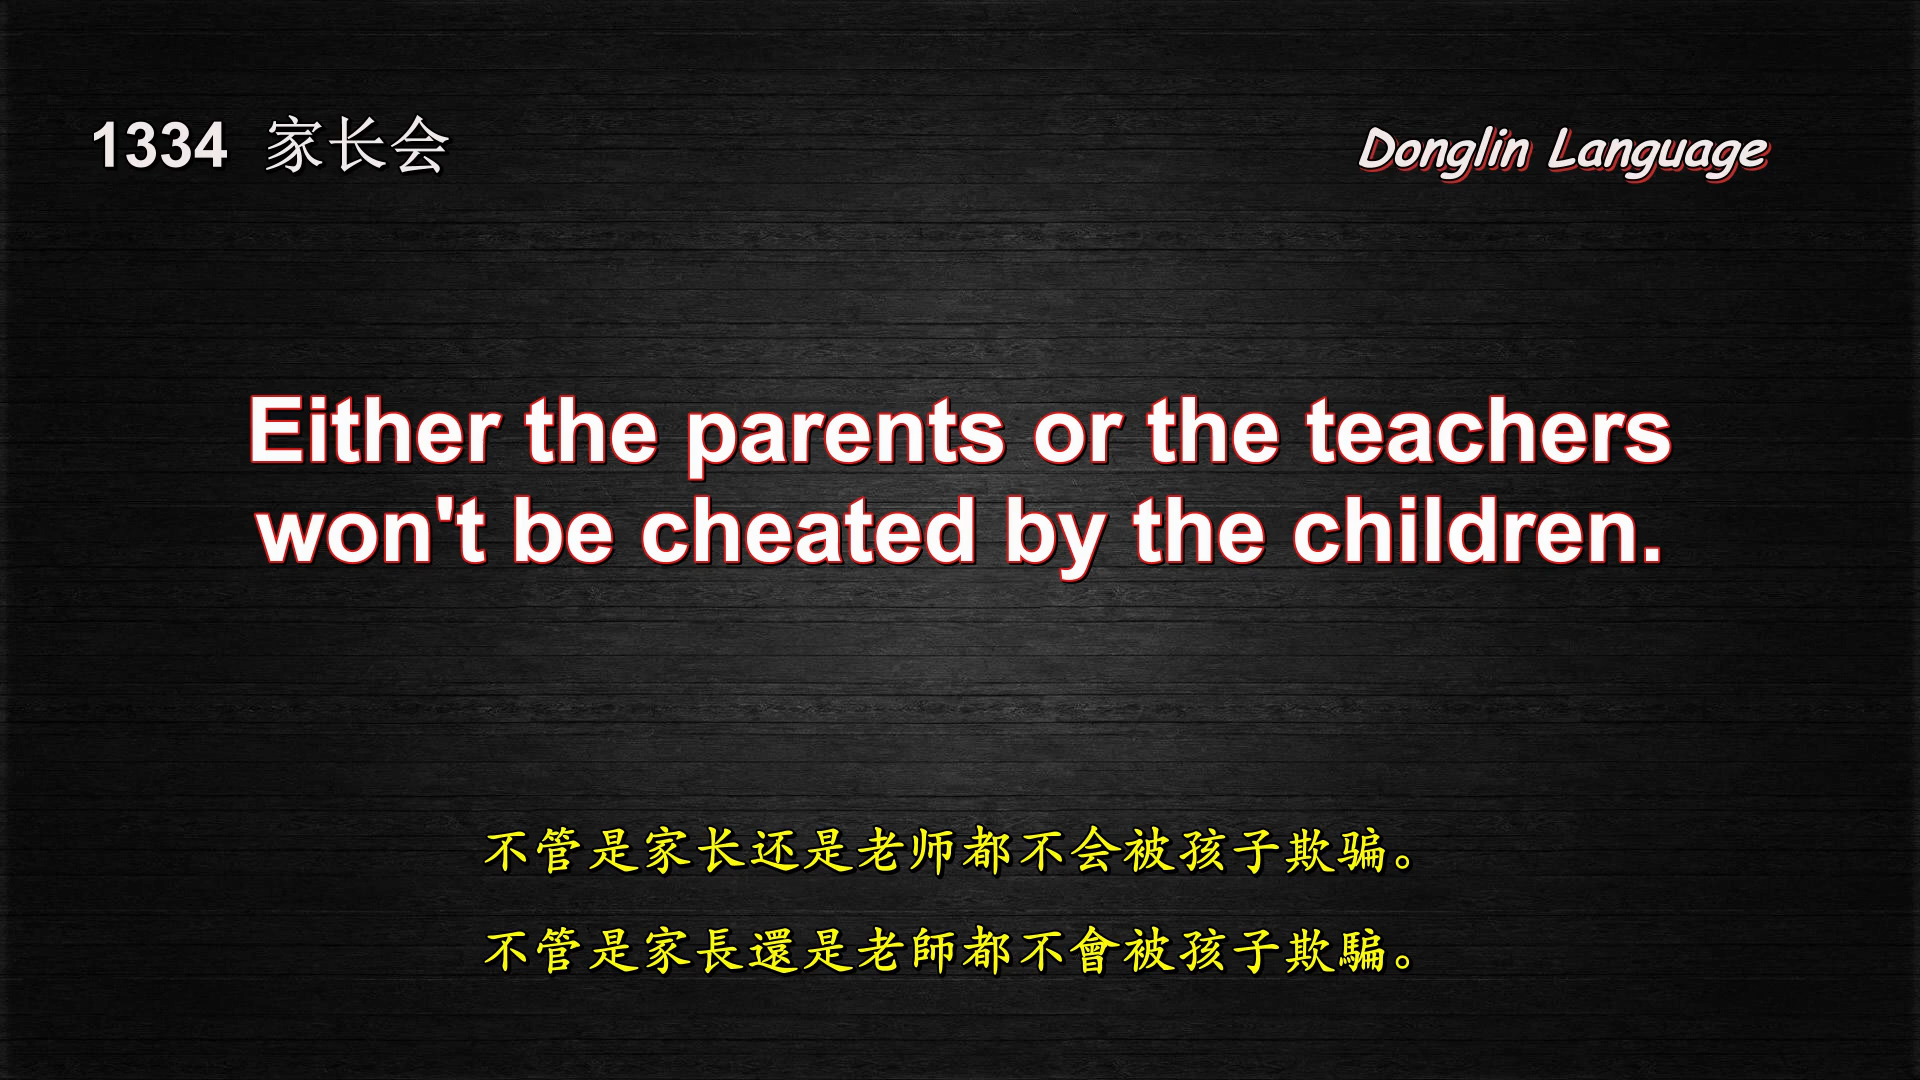 1334 家长会
Donglin Language
Either the parents or the teachers
won't be cheated by the children.
不管是家长还是老师都不会被孩子欺骗。
不管是家長還是老師都不會被孩子欺騙。